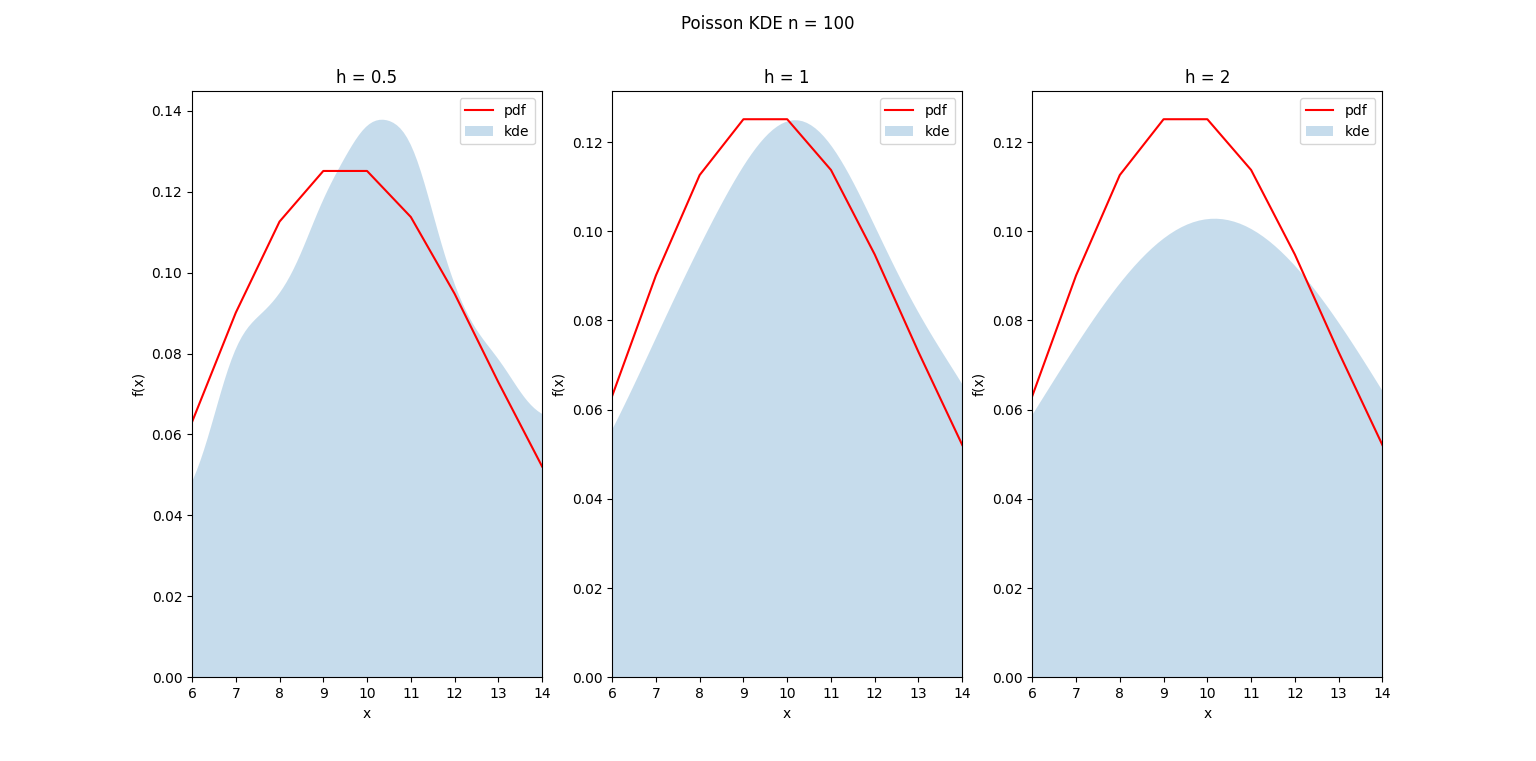 Poisson KDE n = 100
h = 0.5
pdf
kde
0.14
0.12
0.10
0.08
0.06
0.04
0.02
0.00
f(x)
6 7 8 9 10 11 12 13 14
x
h = 1
pdf
kde
0.12
0.10
0.08
0.06
0.04
0.02
0.00
f(x)
6 7 8 9 10 11 12 13 14
x
h = 2
pdf
kde
0.12
0.10
0.08
0.06
0.04
0.02
0.00
f(x)
6 7 8 9 10 11 12 13 14
x